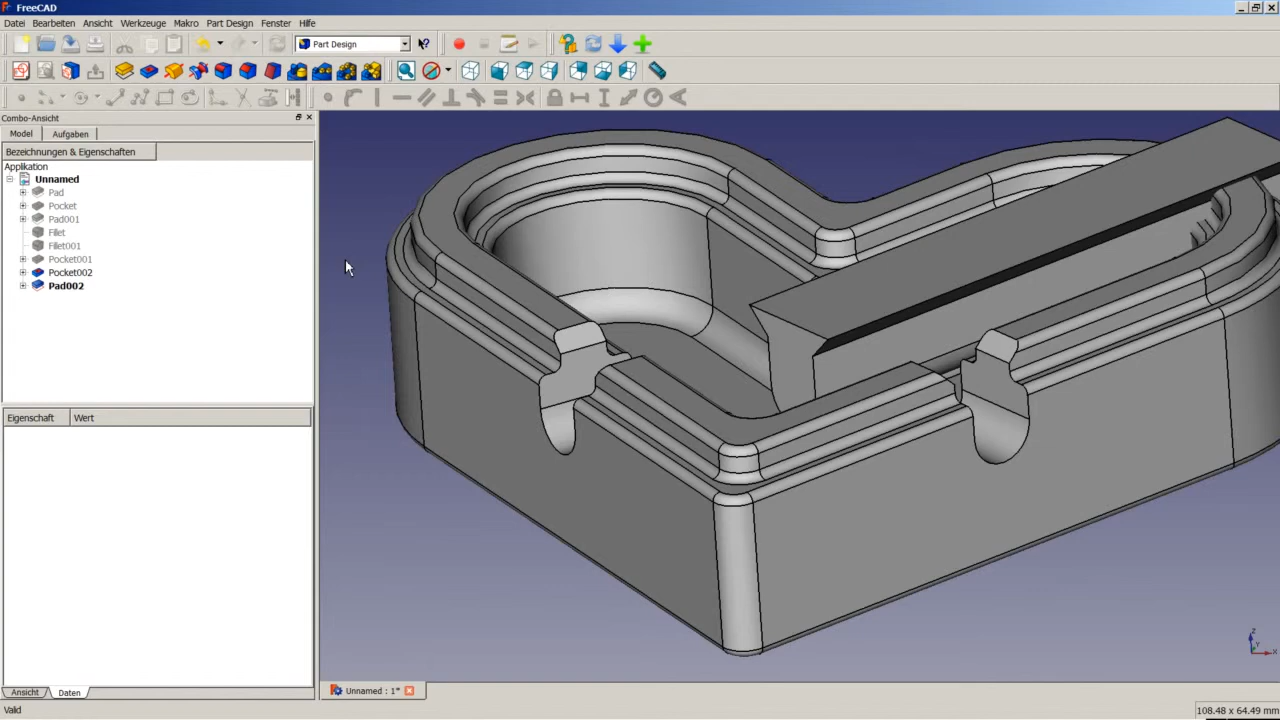 FreeCAD
Datei Bearbeiten Ansicht Werkzeuge Makro Part Design Fenster Hilfe
Part Design
Combo-Ansicht
Model Aufgaben
Bezeichnungen & Eigenschaften
Applikation
Unnamed
Pad
Pocket
Pad001
Fillet
Fillet001
Pocket001
Pocket002
Pad002
Eigenschaft Wert
Ansicht Daten
Unnamed : 1*
Valid
108.48 x 64.49 mm
Z
Y
X